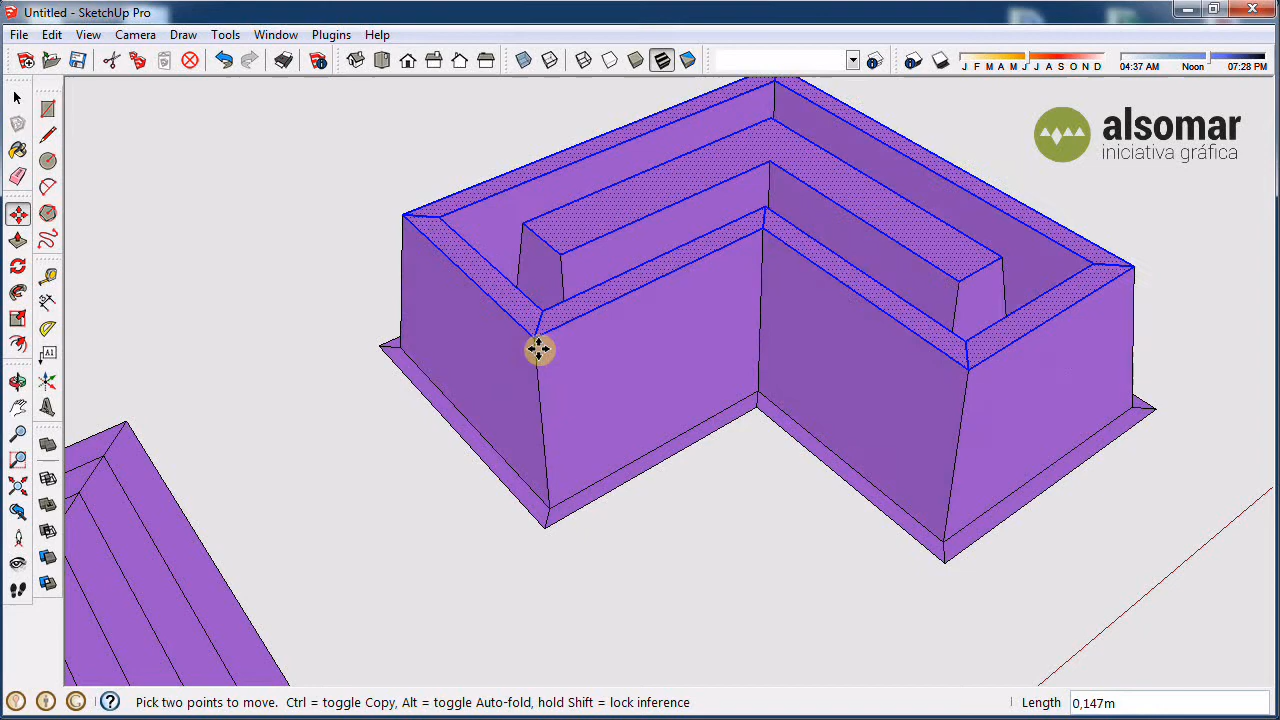 Untitled - SketchUp Pro
File Edit View Camera Draw Tools Window Plugins Help
J F M A M J J A S O N D
04:37 AM Noon 07:28 PM
alsomar
iniciativa gráfica
A1
Pick two points to move. Ctrl = toggle Copy, Alt = toggle Auto-fold, hold Shift = lock inference
Length 0,147m